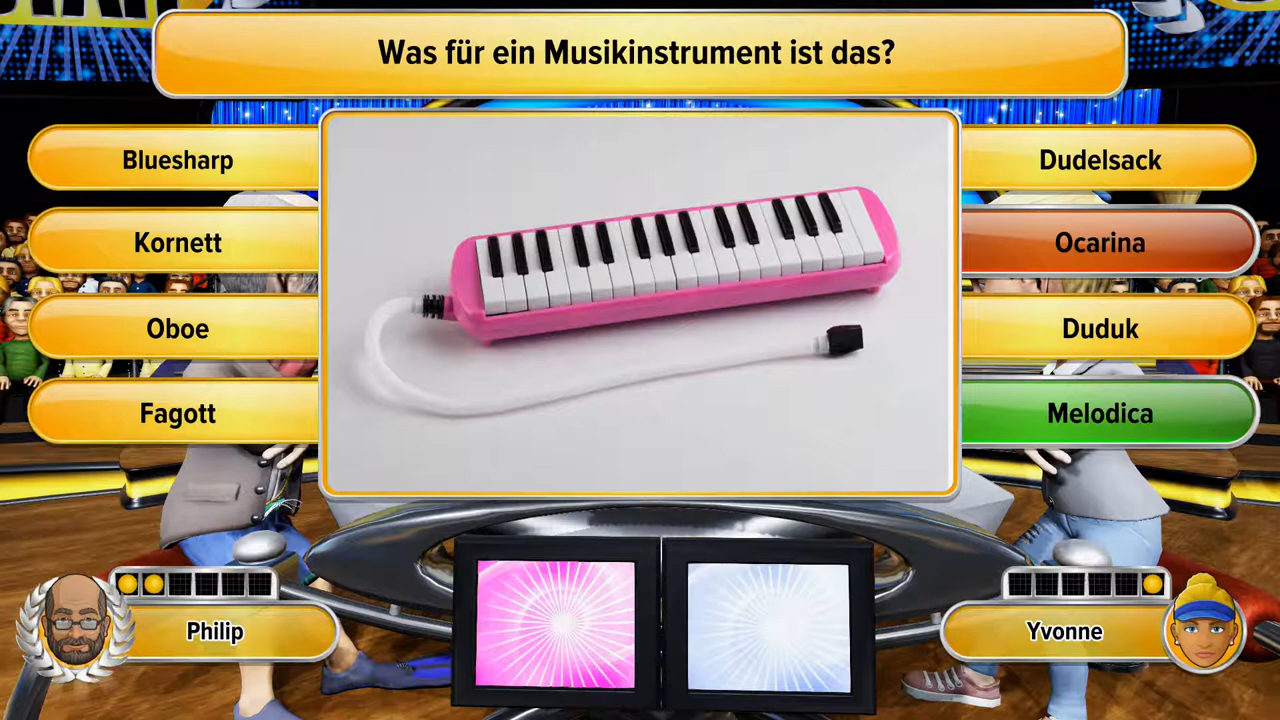 Was für ein Musikinstrument ist das?
Bluesharp
Dudelsack
Kornett
Ocarina
Oboe
Duduk
Fagott
Melodica
Philip
Yvonne